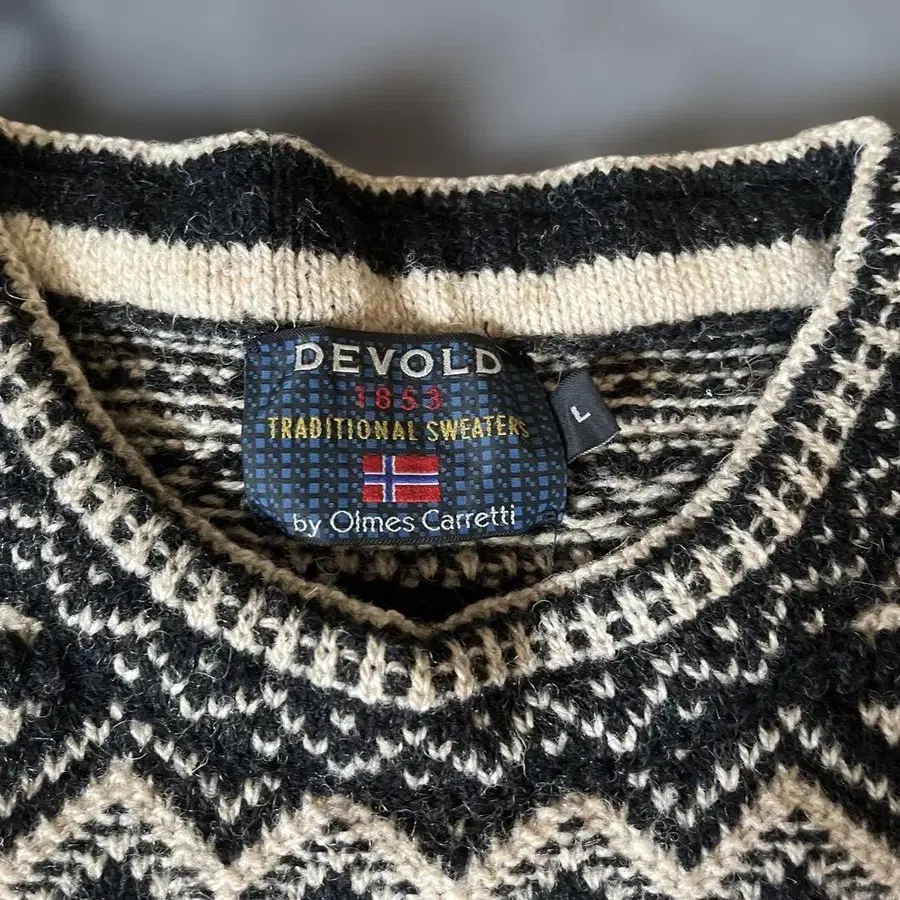 DEVOLD
1853
TRADITIONAL SWEATERS
by Olmes Carretti
L